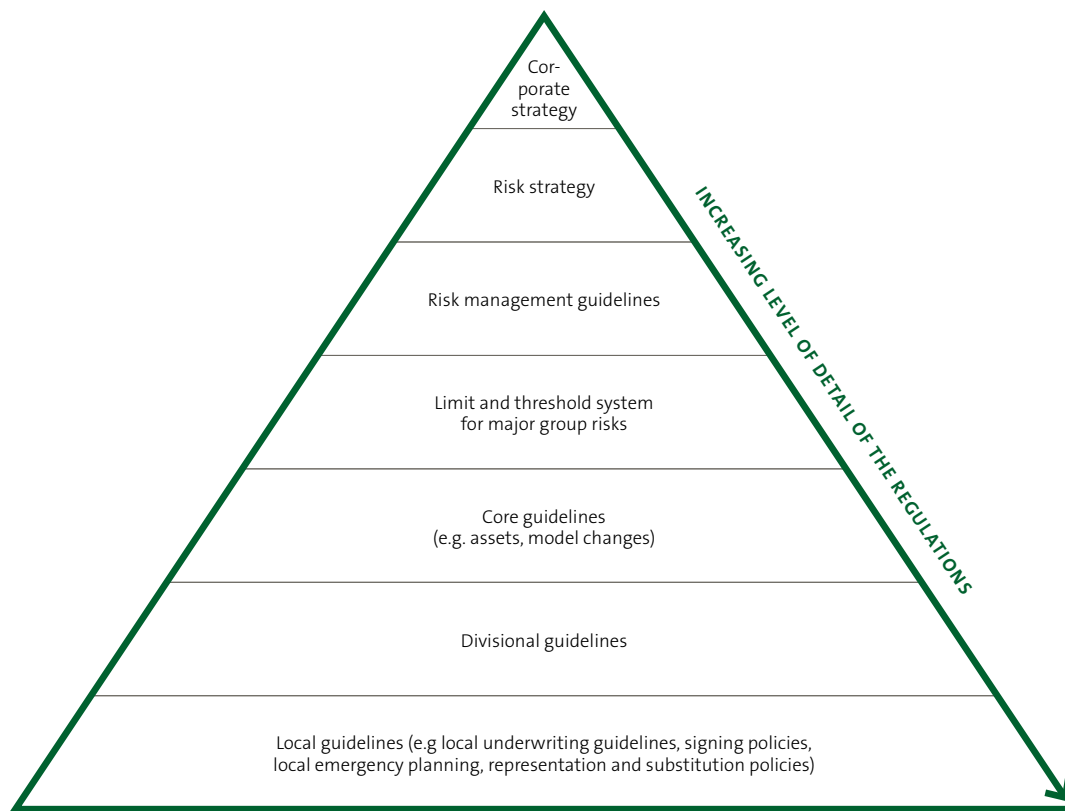 Cor-
porate
strategy
Risk strategy
INCREASING LEVEL OF DETAIL OF THE REGULATIONS
Risk management guidelines
Limit and threshold system
for major group risks
Core guidelines
(e.g. assets, model changes)
Divisional guidelines
Local guidelines (e.g local underwriting guidelines, signing policies,
local emergency planning, representation and substitution policies)